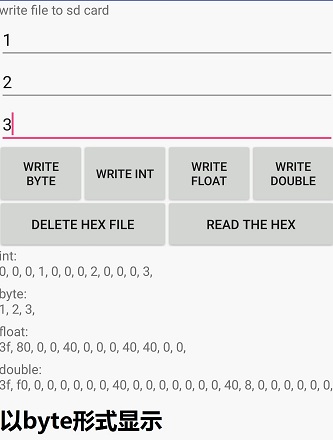 write file to sd card
1
2
3
WRITE
BYTE
WRITE INT
WRITE
FLOAT
WRITE
DOUBLE
DELETE HEX FILE
READ THE HEX
int:
0, 0, 0, 1, 0, 0, 0, 2, 0, 0, 0, 3,
byte:
1, 2, 3,
float:
3f, 80, 0, 0, 40, 0, 0, 0, 40, 40, 0, 0,
double:
3f, f0, 0, 0, 0, 0, 0, 0, 40, 0, 0, 0, 0, 0, 0, 0, 40, 8, 0, 0, 0, 0, 0, 0,
以byte形式显示